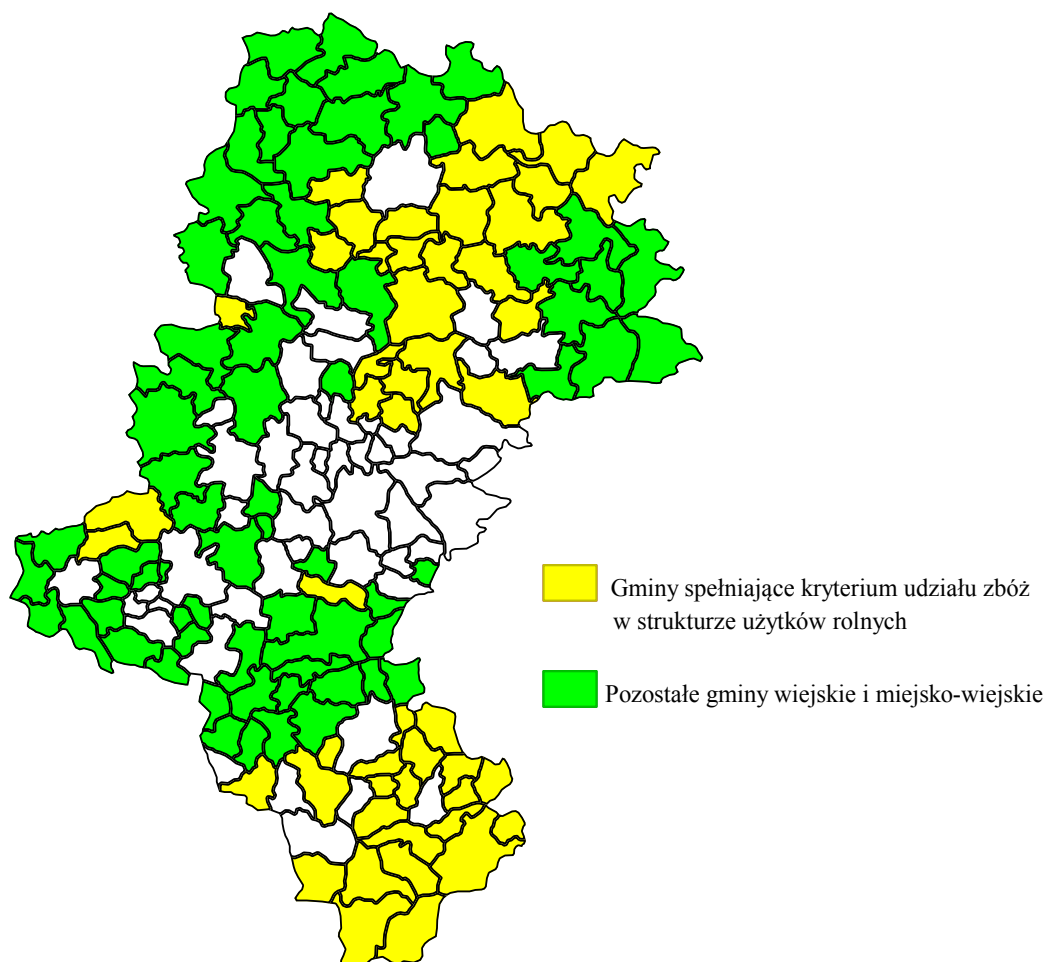 Gminy spełniające kryterium udziału zbóż
w strukturze użytków rolnych
Pozostałe gminy wiejskie i miejsko-wiejskie